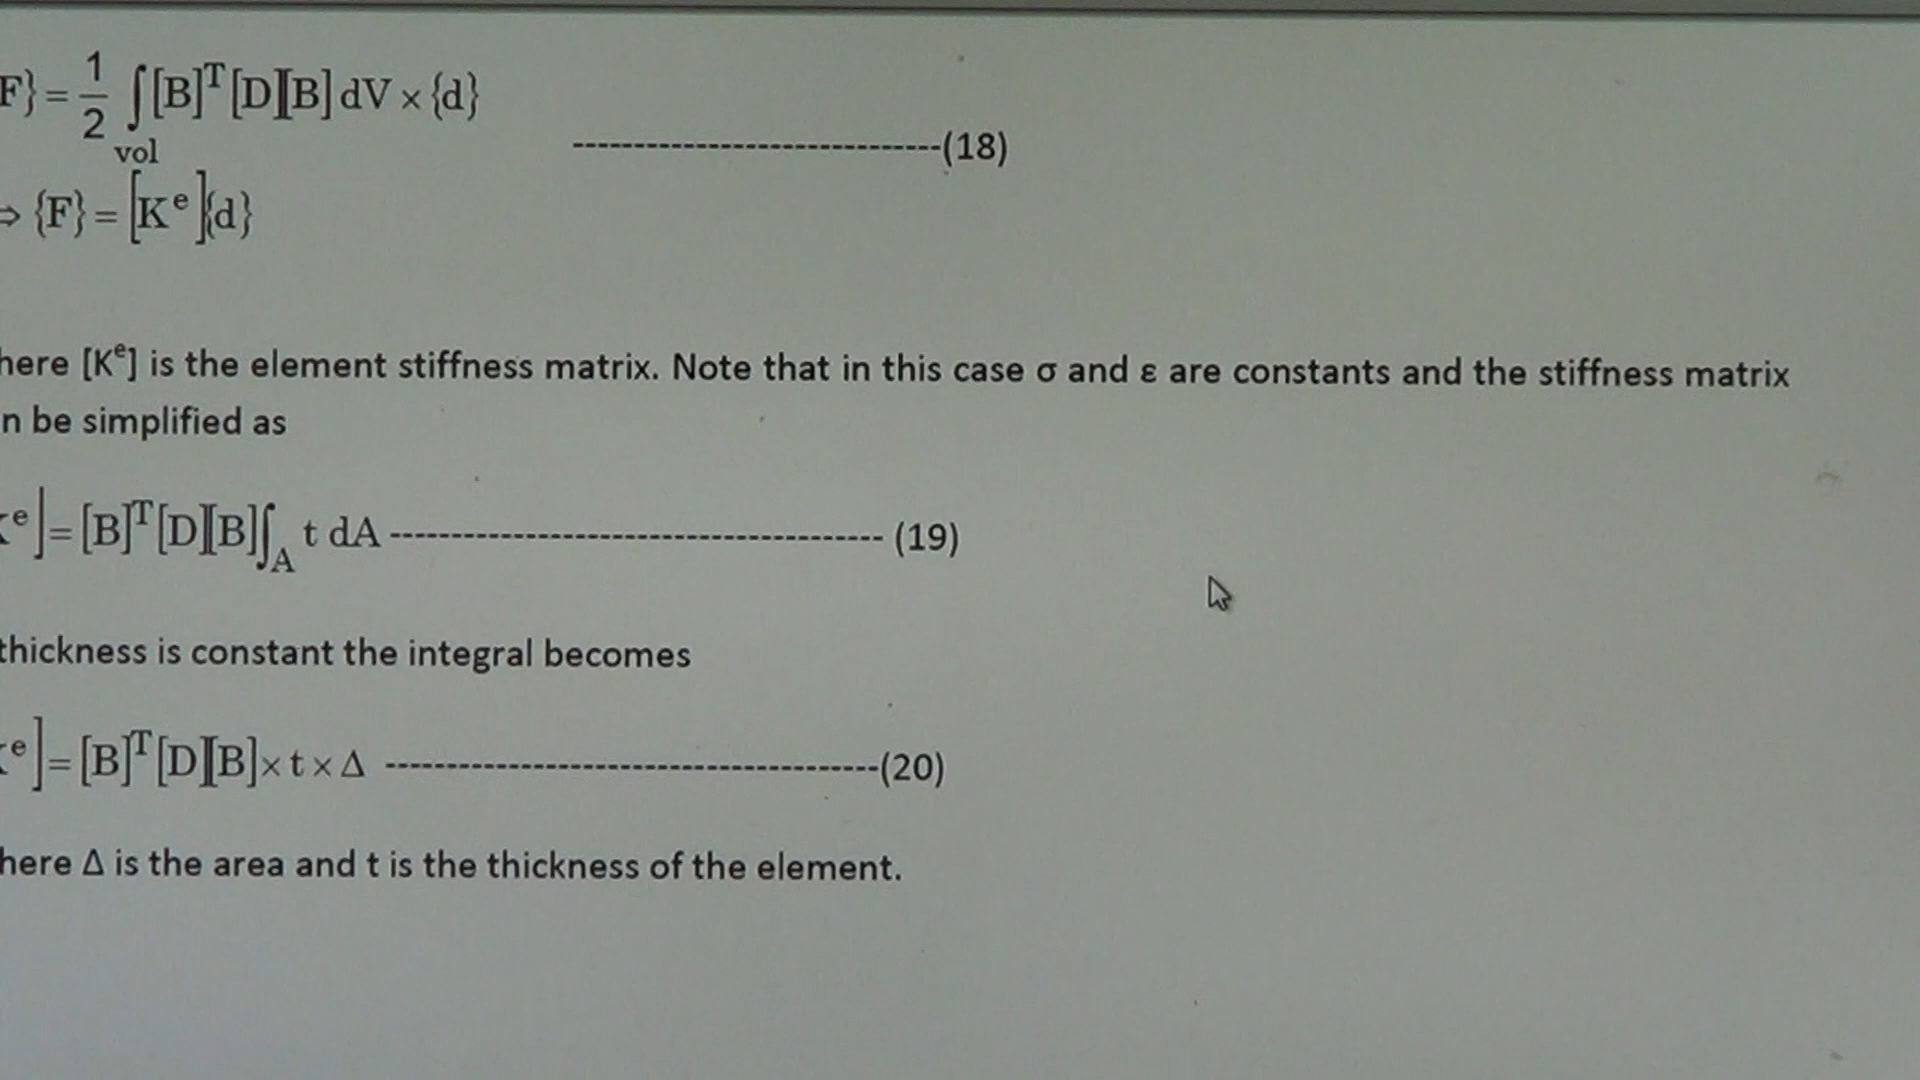 F} = 1/2 ∫vol [B]ᵀ[D][B] dV × {d}
------------------------------(18)
⇒ {F} = [Kᵉ]{d}
here [Kᵉ] is the element stiffness matrix. Note that in this case σ and ε are constants and the stiffness matrix
n be simplified as
ᵉ] = [B]ᵀ[D][B]∫A t dA ---------------------------------------- (19)
thickness is constant the integral becomes
ᵉ] = [B]ᵀ[D][B] × t × Δ ----------------------------------------(20)
here Δ is the area and t is the thickness of the element.